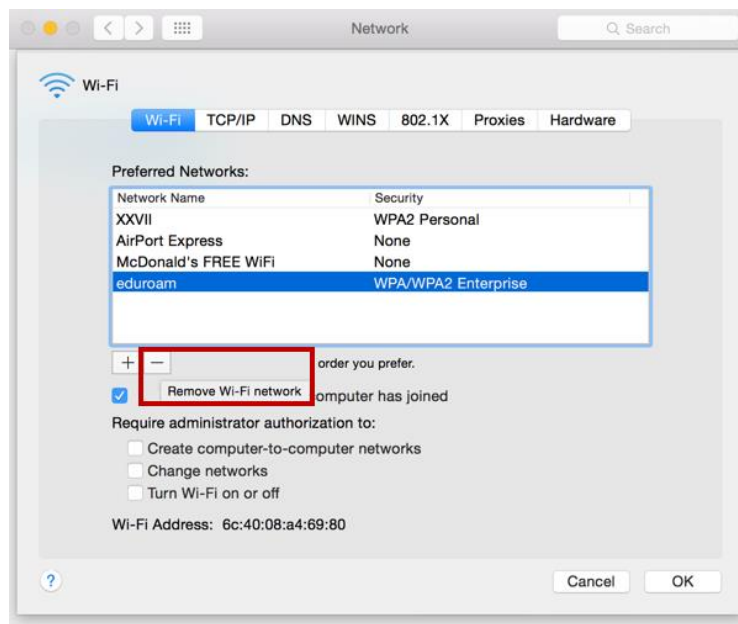 Network
Search
Wi-Fi
Wi-Fi TCP/IP DNS WINS 802.1X Proxies Hardware
Preferred Networks:
Network Name Security
XXVII WPA2 Personal
AirPort Express None
McDonald's FREE WiFi None
eduroam WPA/WPA2 Enterprise
+ − order you prefer.
Remove Wi-Fi network omputer has joined
Require administrator authorization to:
Create computer-to-computer networks
Change networks
Turn Wi-Fi on or off
Wi-Fi Address: 6c:40:08:a4:69:80
? Cancel OK